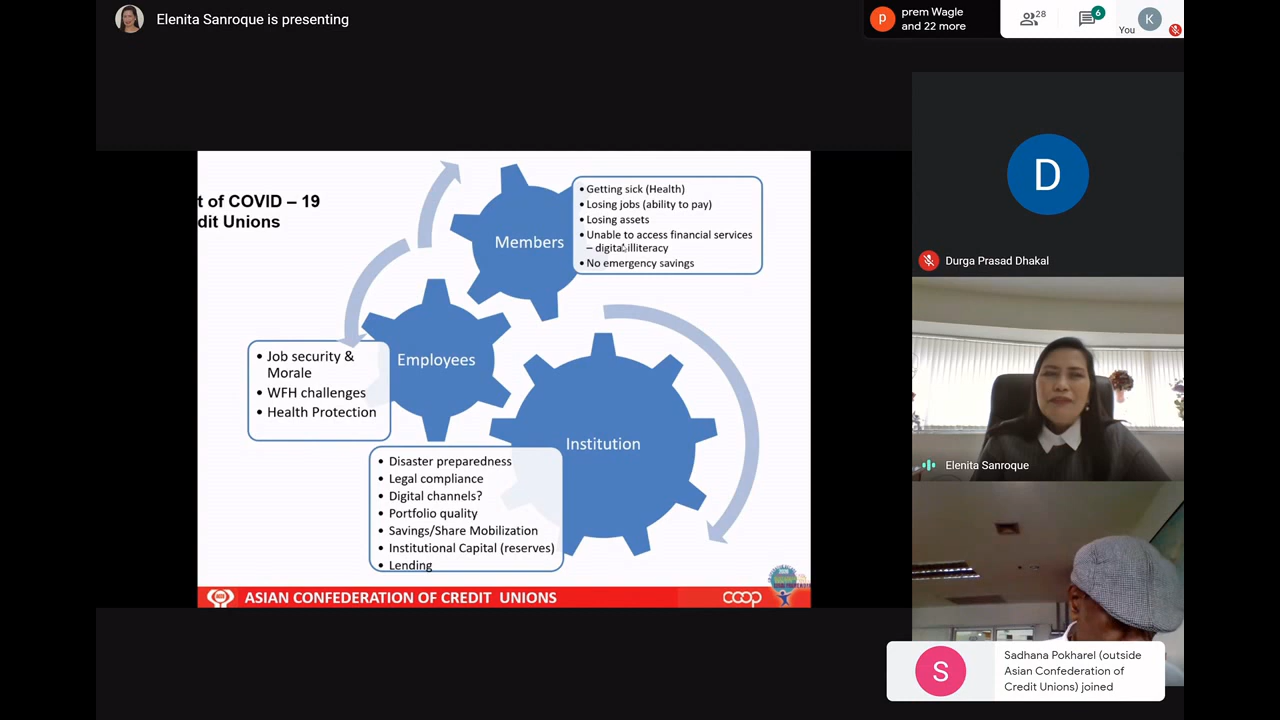 Elenita Sanroque is presenting
p
prem Wagle
and 22 more
28
6
You
K
t of COVID – 19
dit Unions
Members
• Getting sick (Health)
• Losing jobs (ability to pay)
• Losing assets
• Unable to access financial services
– digital illiteracy
• No emergency savings
Employees
• Job security &
Morale
• WFH challenges
• Health Protection
Institution
• Disaster preparedness
• Legal compliance
• Digital channels?
• Portfolio quality
• Savings/Share Mobilization
• Institutional Capital (reserves)
• Lending
ASIAN CONFEDERATION OF CREDIT UNIONS
coop
D
Durga Prasad Dhakal
Elenita Sanroque
S
Sadhana Pokharel (outside
Asian Confederation of
Credit Unions) joined